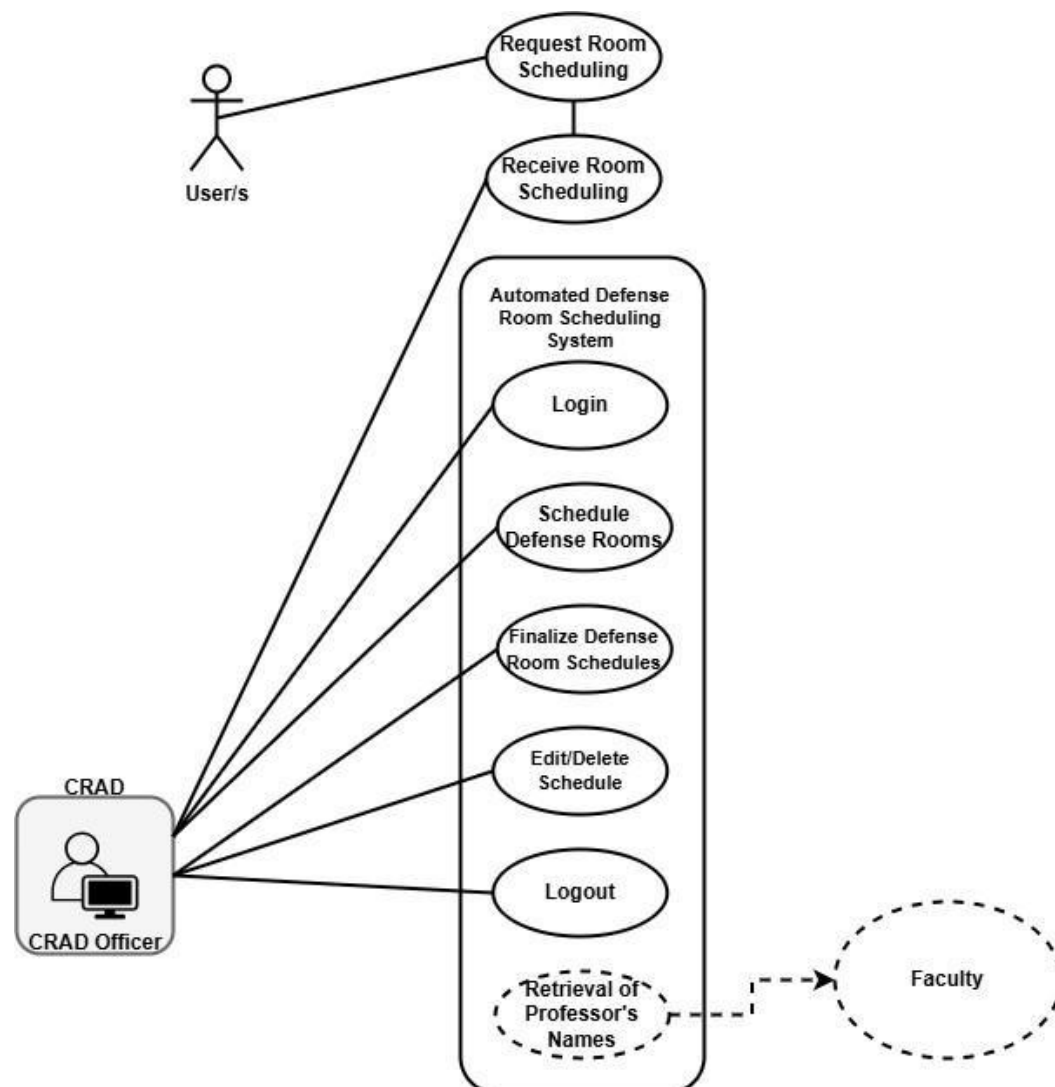 Request Room
Scheduling
User/s
Receive Room
Scheduling
Automated Defense
Room Scheduling
System
Login
Schedule
Defense Rooms
Finalize Defense
Room Schedules
Edit/Delete
Schedule
CRAD
CRAD Officer
Logout
Retrieval of
Professor's
Names
Faculty